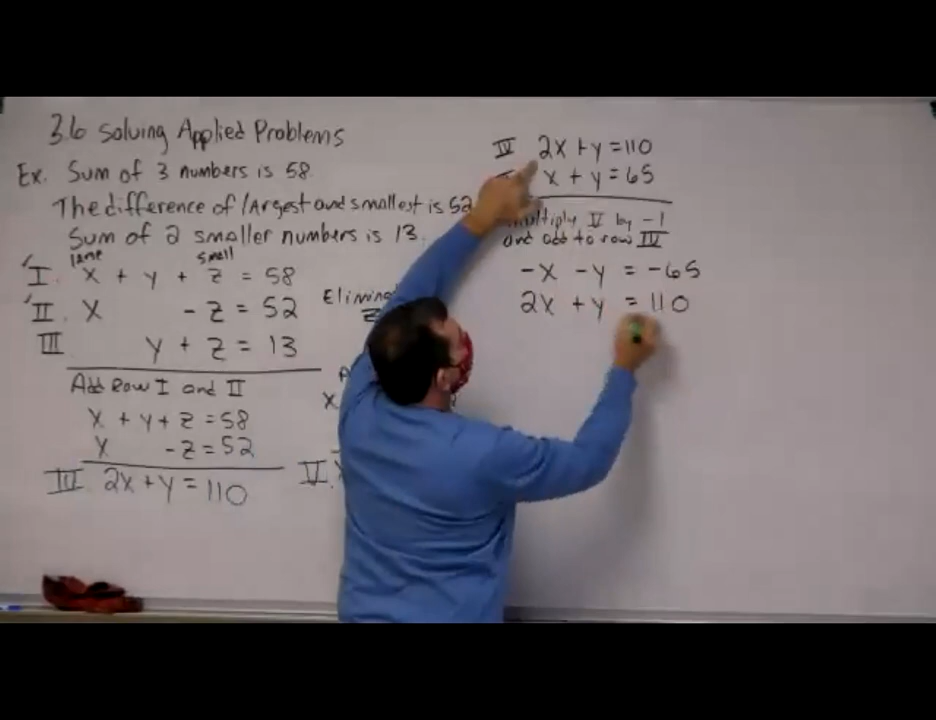 3.6 Solving Applied Problems
Ex. Sum of 3 numbers is 58.
The difference of largest and smallest is 52
Sum of 2 smaller numbers is 13.
large small
I. x + y + z = 58
II. x - z = 52
III y + z = 13
Add Row I and II
x + y + z = 58
x - z = 52
III 2x + y = 110
z
x
V.
IV 2x + y = 110
x + y = 65
multiply V by -1
and add to row IV
-x - y = -65
2x + y = 110